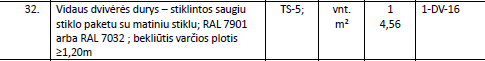 32. Vidaus dvivėrės durys – stiklintos saugiu TS-5; vnt. 1 1-DV-16
stiklo paketu su matiniu stiklu; RAL 7901 m² 4,56
arba RAL 7032 ; bekliūtis varčios plotis
≥1,20m